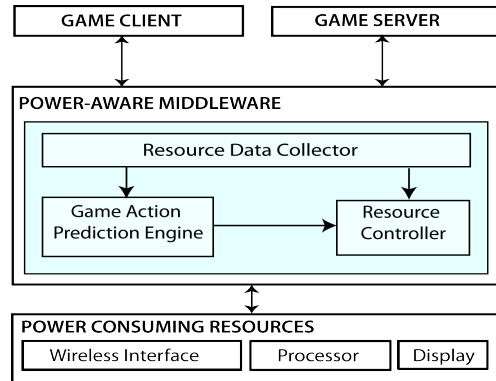 GAME CLIENT
GAME SERVER
POWER-AWARE MIDDLEWARE
Resource Data Collector
Game Action
Prediction Engine
Resource
Controller
POWER CONSUMING RESOURCES
Wireless Interface
Processor
Display